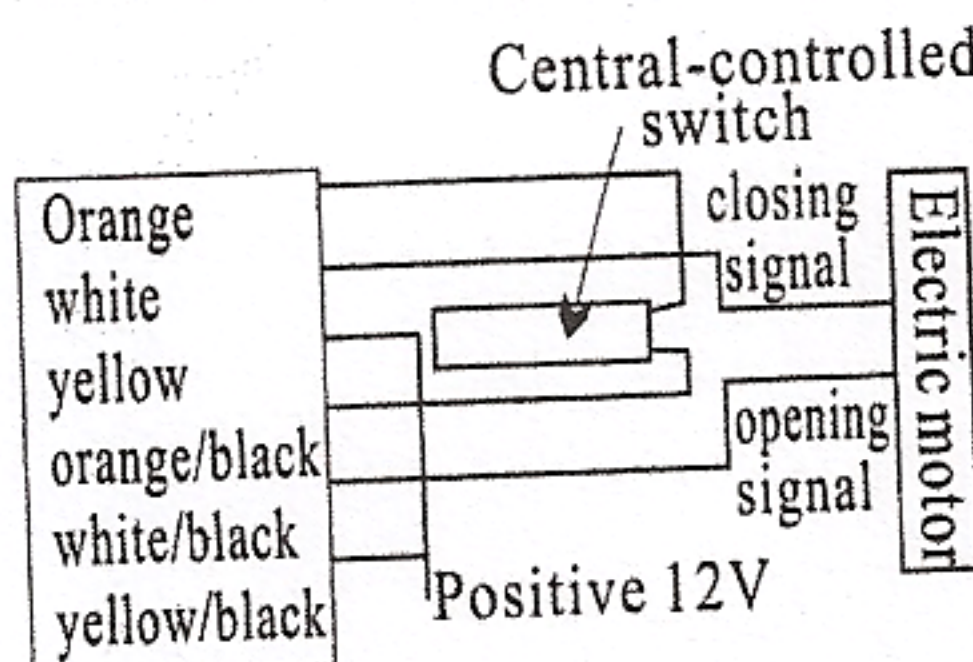 Central-controlled
switch
Orange
white
yellow
orange/black
white/black
yellow/black
closing
signal
opening
signal
Electric motor
Positive 12V